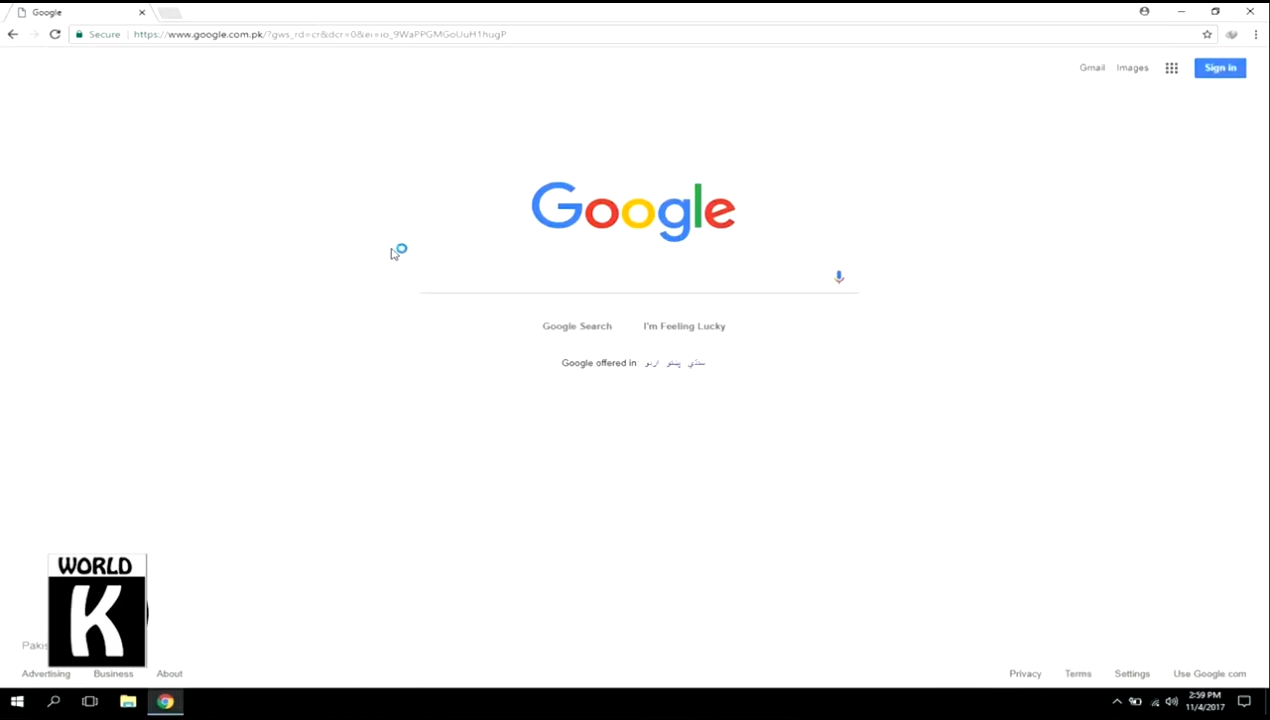 Google
Secure https://www.google.com.pk/?gws_rd=cr&dcr=0&ei=io_9WaPPGMGoUuH1hugP
Gmail Images Sign in
Google
Google Search I'm Feeling Lucky
Google offered in اردو پښتو سنڌي
WORLD
K
Advertising Business About Privacy Terms Settings Use Google.com
2:59 PM
11/4/2017